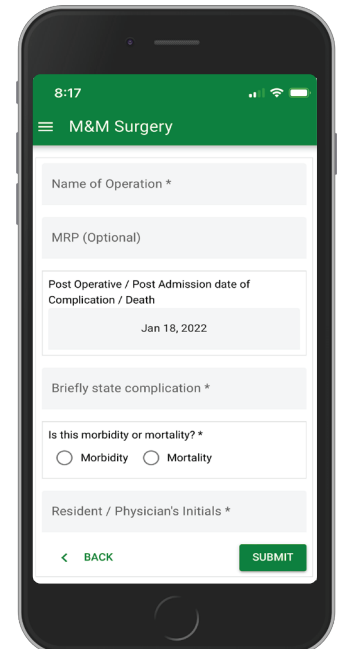 8:17
M&M Surgery
Name of Operation *
MRP (Optional)
Post Operative / Post Admission date of
Complication / Death
Jan 18, 2022
Briefly state complication *
Is this morbidity or mortality? *
Morbidity Mortality
Resident / Physician's Initials *
BACK SUBMIT